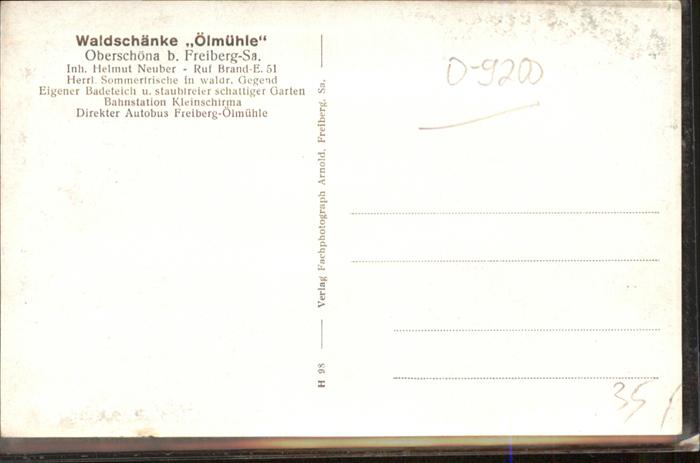 Waldschänke „Ölmühle“
Oberschöna b. Freiberg-Sa.
Inh. Helmut Neuber - Ruf Brand-E. 51
Herrl. Sommerfrische in waldr. Gegend
Eigener Badeteich u. staubfreier schattiger Garten
Bahnstation Kleinschirma
Direkter Autobus Freiberg-Ölmühle
H 98 — Verlag Fachphotograph Arnold, Freiberg, Sa. —
D-9200
35